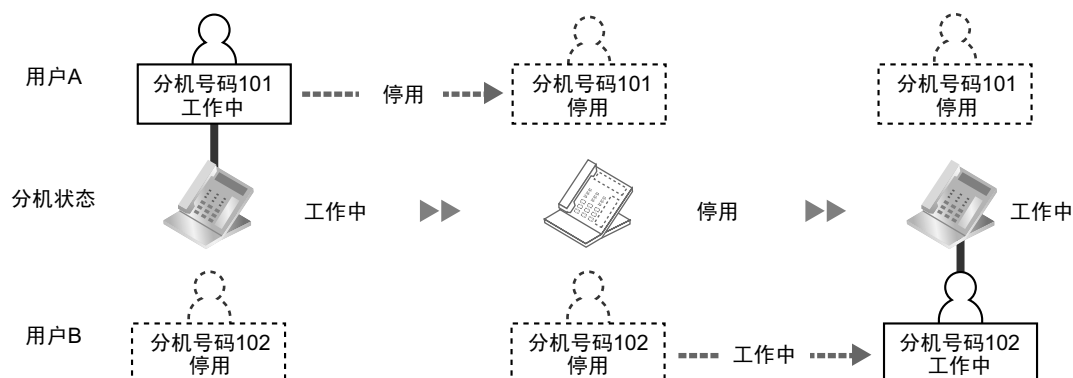 用户A
分机号码101
工作中
停用
分机号码101
停用
分机号码101
停用
分机状态
工作中
停用
工作中
用户B
分机号码102
停用
分机号码102
停用
工作中
分机号码102
工作中